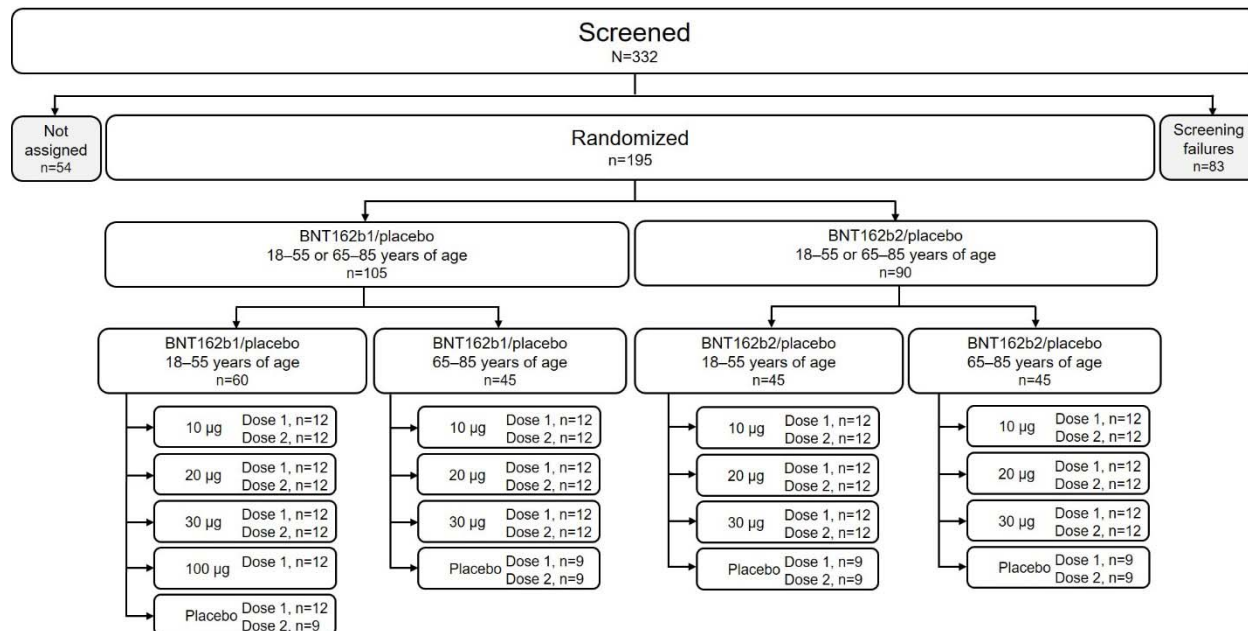 Screened
N=332
Not
assigned
n=54
Randomized
n=195
Screening
failures
n=83
BNT162b1/placebo
18–55 or 65–85 years of age
n=105
BNT162b2/placebo
18–55 or 65–85 years of age
n=90
BNT162b1/placebo
18–55 years of age
n=60
BNT162b1/placebo
65–85 years of age
n=45
BNT162b2/placebo
18–55 years of age
n=45
BNT162b2/placebo
65–85 years of age
n=45
10 µg Dose 1, n=12
Dose 2, n=12
20 µg Dose 1, n=12
Dose 2, n=12
30 µg Dose 1, n=12
Dose 2, n=12
100 µg Dose 1, n=12
Placebo Dose 1, n=12
Dose 2, n=9
10 µg Dose 1, n=12
Dose 2, n=12
20 µg Dose 1, n=12
Dose 2, n=12
30 µg Dose 1, n=12
Dose 2, n=12
Placebo Dose 1, n=9
Dose 2, n=9
10 µg Dose 1, n=12
Dose 2, n=12
20 µg Dose 1, n=12
Dose 2, n=12
30 µg Dose 1, n=12
Dose 2, n=12
Placebo Dose 1, n=9
Dose 2, n=9
10 µg Dose 1, n=12
Dose 2, n=12
20 µg Dose 1, n=12
Dose 2, n=12
30 µg Dose 1, n=12
Dose 2, n=12
Placebo Dose 1, n=9
Dose 2, n=9